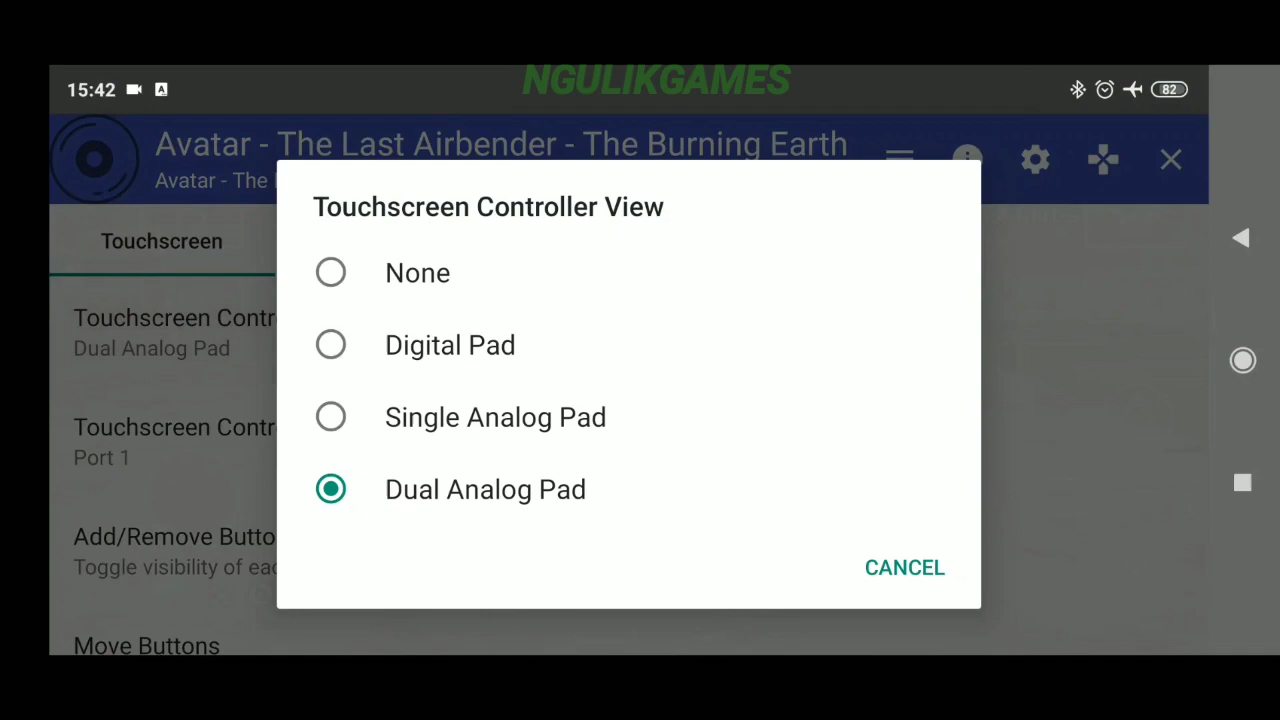 NGULIKGAMES
15:42
A
82
Avatar - The Last Airbender - The Burning Earth
Avatar - The
Touchscreen
Touchscreen Contr
Dual Analog Pad
Touchscreen Contr
Port 1
Add/Remove Butto
Toggle visibility of eac
Move Buttons
Touchscreen Controller View
None
Digital Pad
Single Analog Pad
Dual Analog Pad
CANCEL